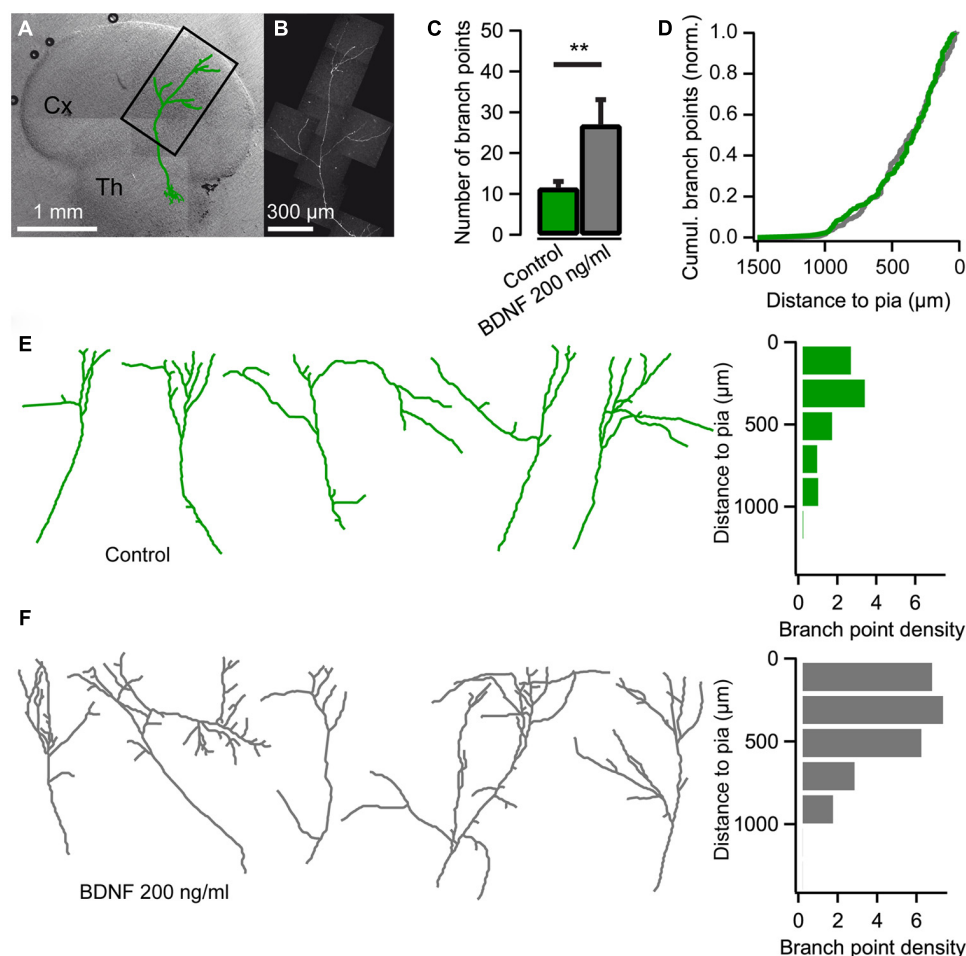 A
Cx
Th
1 mm
B
300 µm
C
Number of branch points
50
40
30
20
10
0
**
Control
BDNF 200 ng/ml
D
Cumul. branch points (norm.)
1.0
0.8
0.6
0.4
0.2
0.0
1500 1000 500 0
Distance to pia (µm)
E
Control
Distance to pia (µm)
0
500
1000
0 2 4 6
Branch point density
F
BDNF 200 ng/ml
Distance to pia (µm)
0
500
1000
0 2 4 6
Branch point density